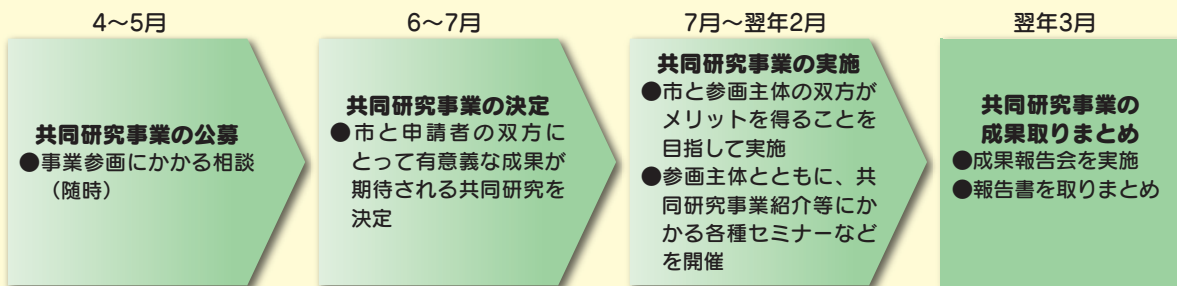 4〜5月
共同研究事業の公募
●事業参画にかかる相談
（随時）
6〜7月
共同研究事業の決定
●市と申請者の双方に
とって有意義な成果が
期待される共同研究を
決定
7月〜翌年2月
共同研究事業の実施
●市と参画主体の双方が
メリットを得ることを
目指して実施
●参画主体とともに、共
同研究事業紹介等にか
かる各種セミナーなど
を開催
翌年3月
共同研究事業の
成果取りまとめ
●成果報告会を実施
●報告書を取りまとめ